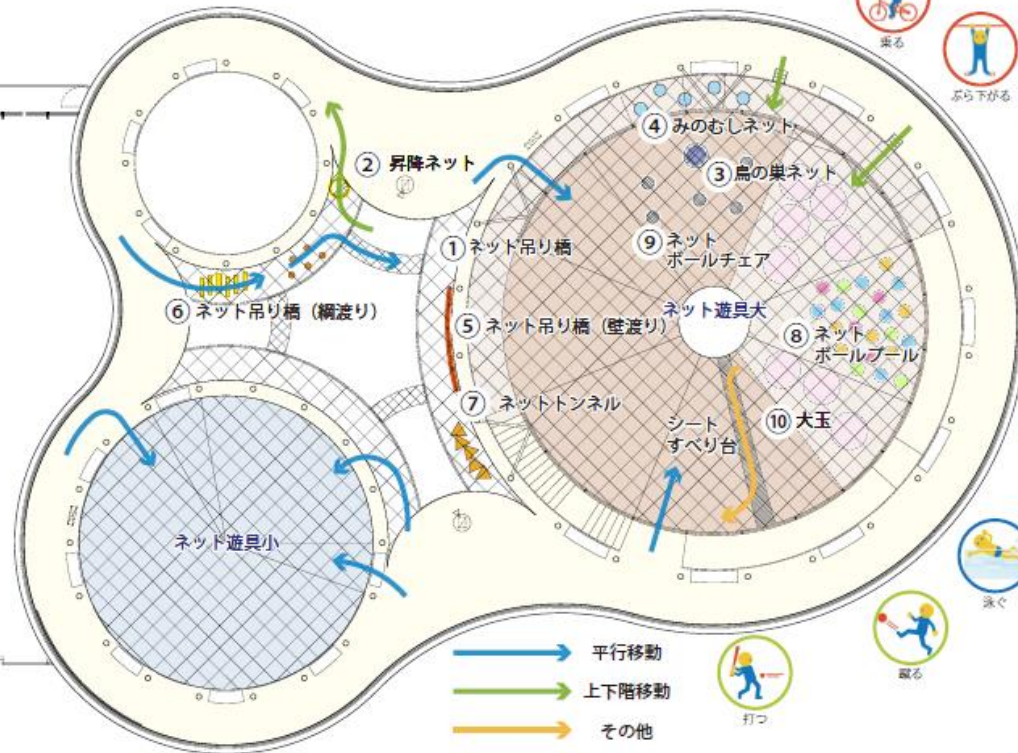 乗る
ぶら下がる
④ みのむしネット
② 昇降ネット
③ 鳥の巣ネット
① ネット吊り橋
⑨ ネット
ボールチェア
⑥ ネット吊り橋（綱渡り）
ネット遊具大
⑤ ネット吊り橋（壁渡り）
⑧ ネット
ボールプール
⑦ ネットトンネル
シート
すべり台
⑩ 大玉
ネット遊具小
泳ぐ
蹴る
平行移動
上下階移動
その他
打つ